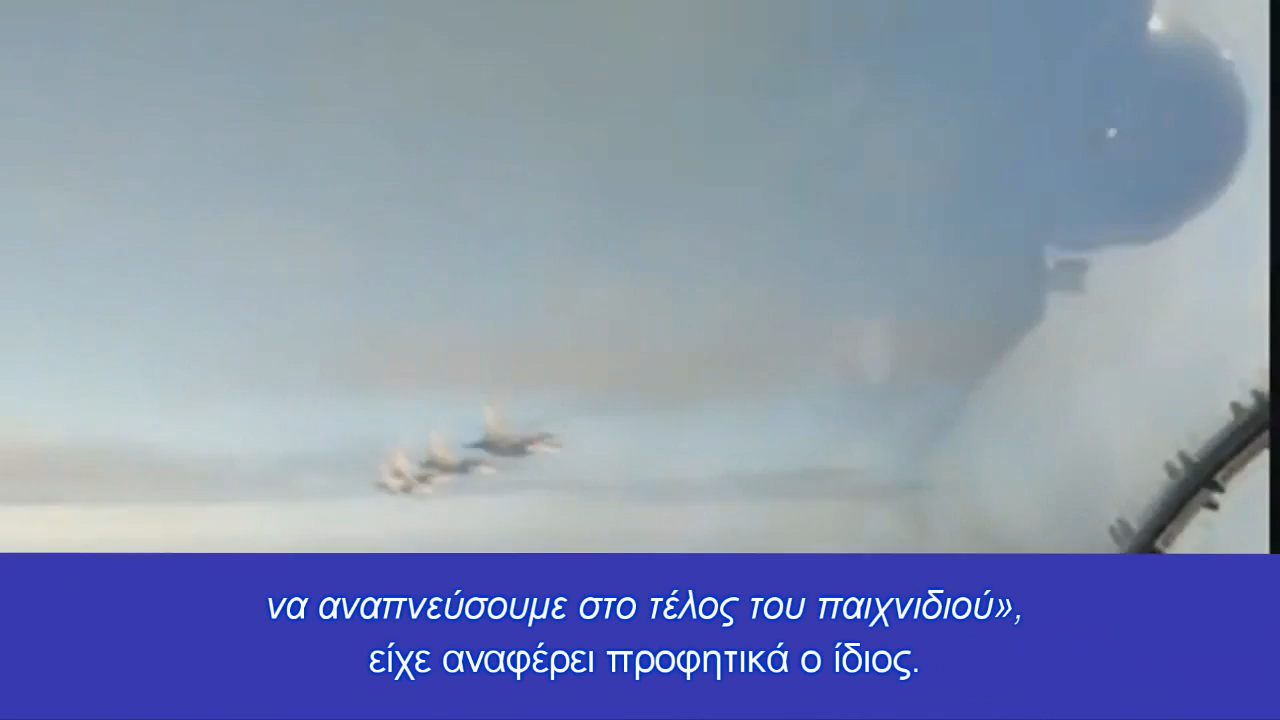 να αναπνεύσουμε στο τέλος του παιχνιδιού»,
είχε αναφέρει προφητικά ο ίδιος.